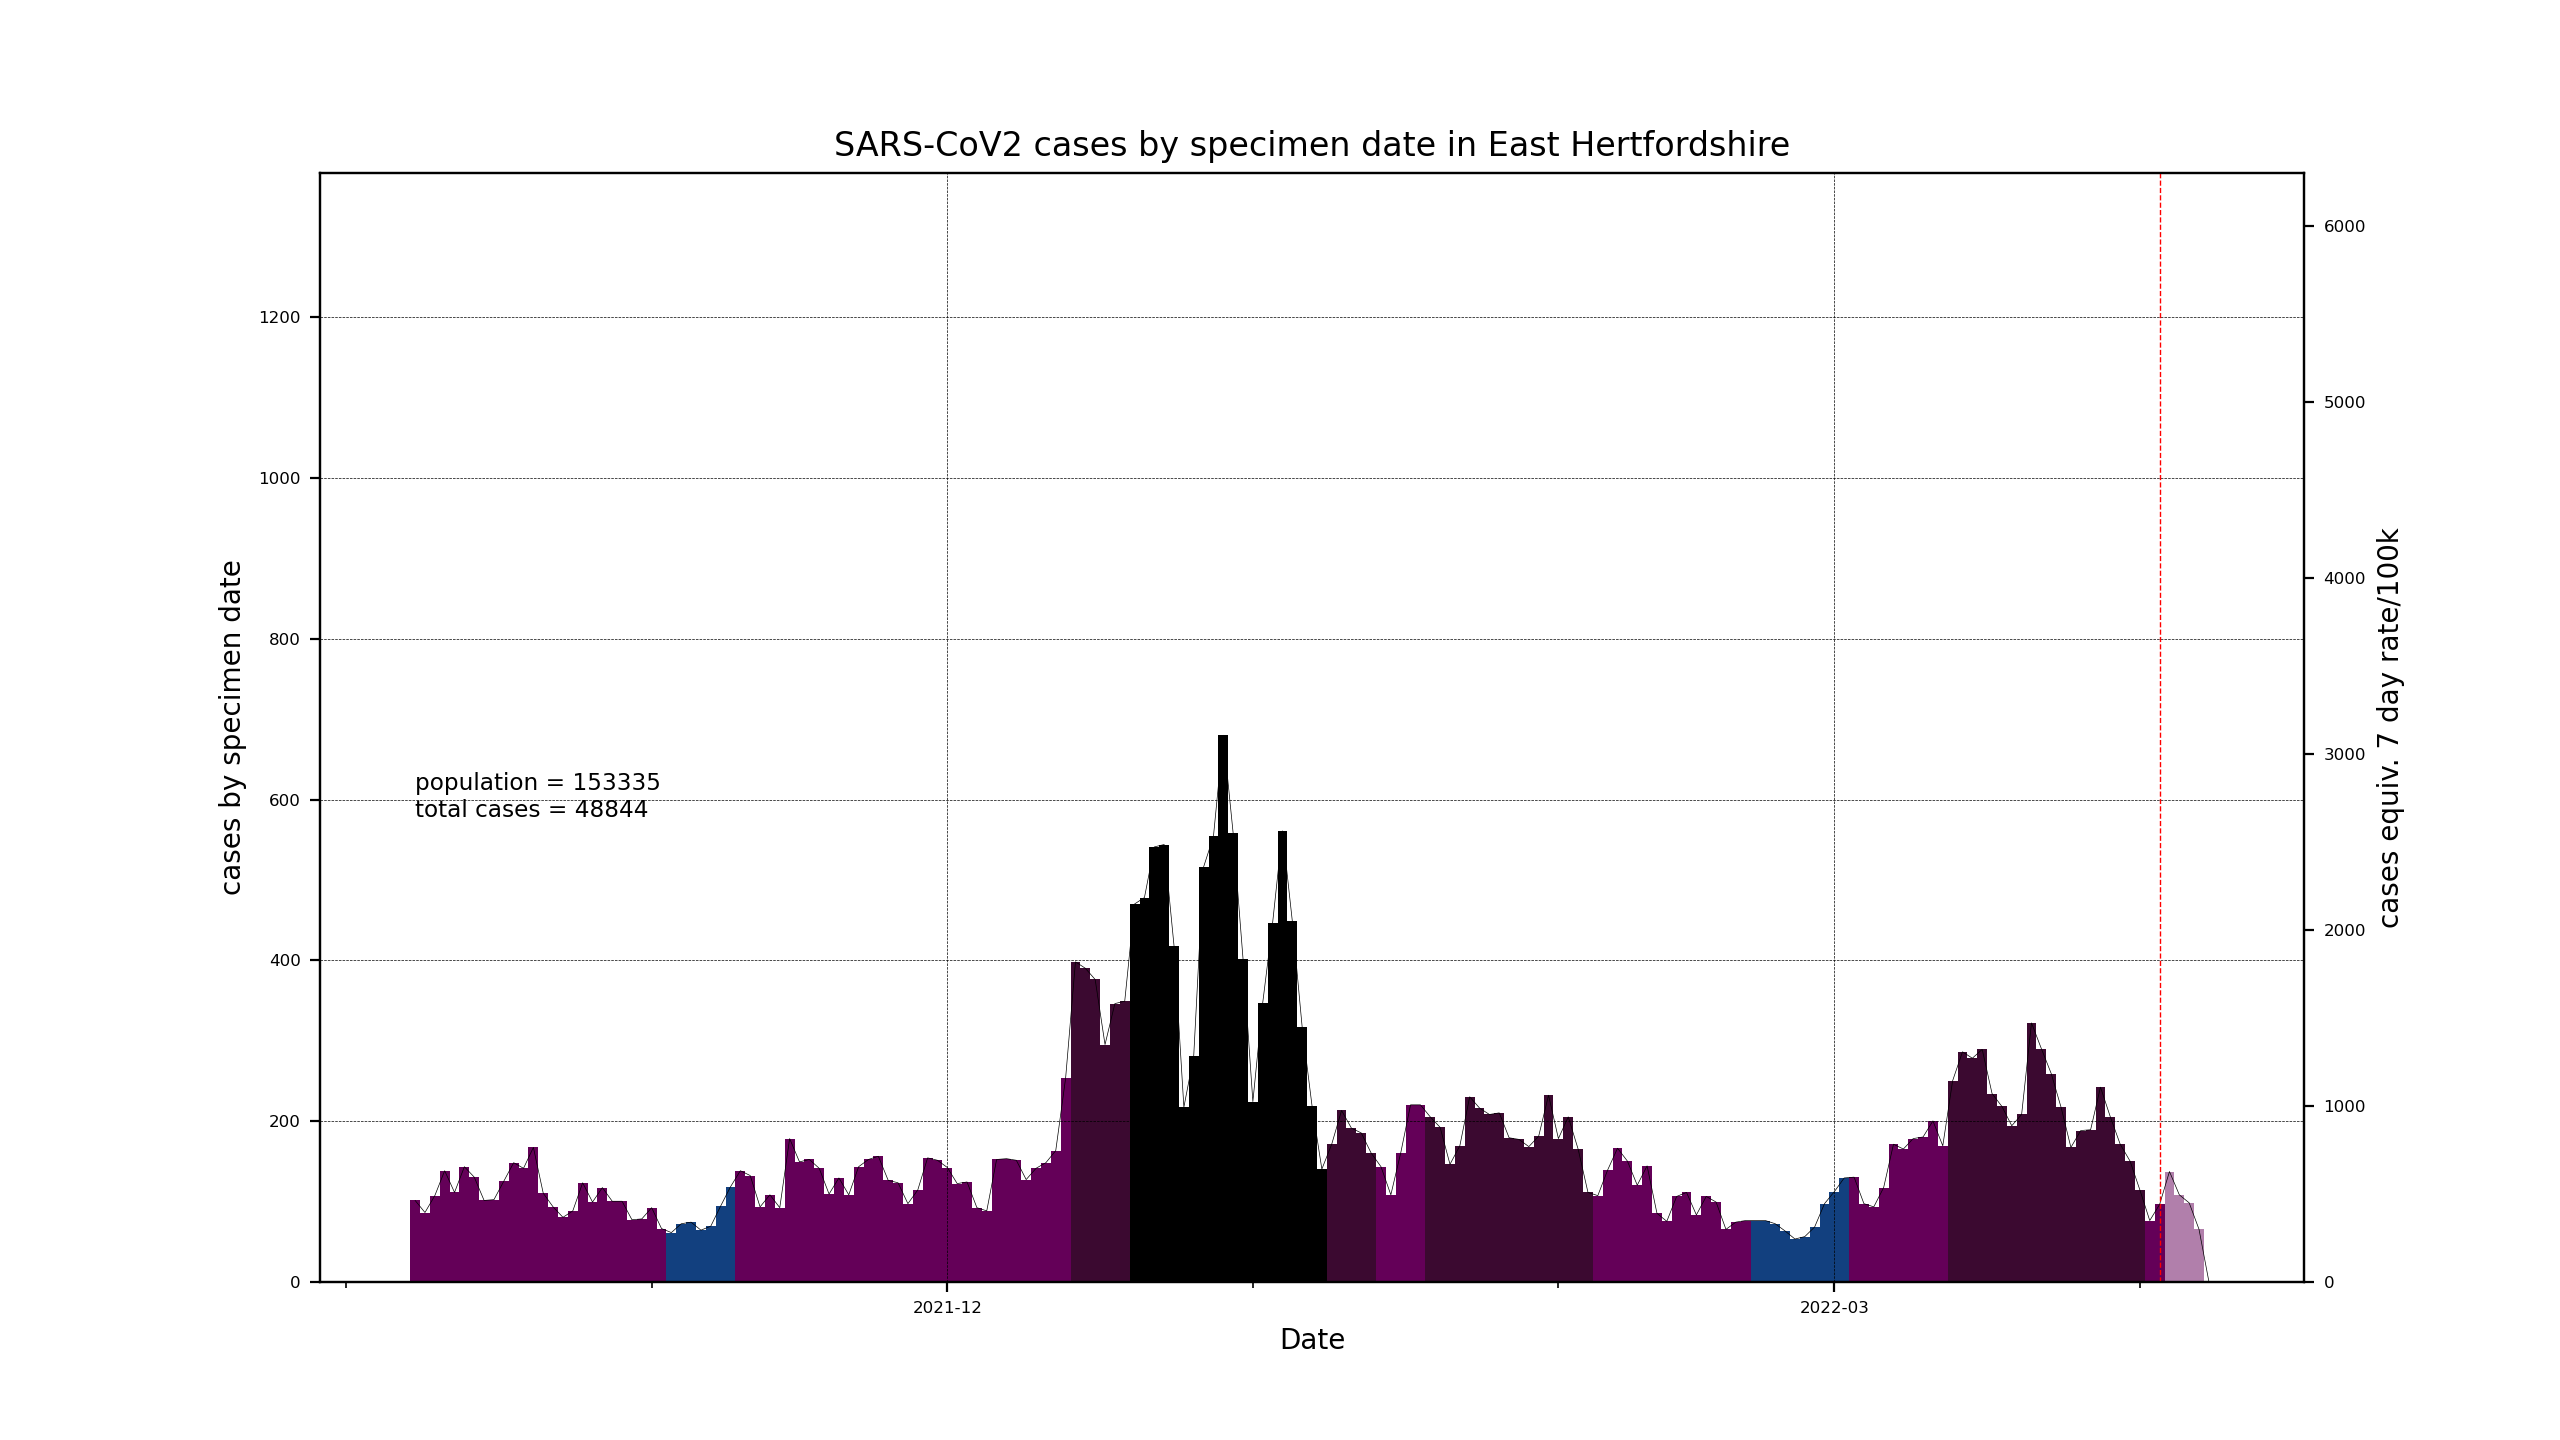 SARS-CoV2 cases by specimen date in East Hertfordshire
cases by specimen date
1200
1000
800
600
400
200
0
population = 153335
total cases = 48844
6000
5000
4000
3000
2000
1000
0
cases equiv. 7 day rate/100k
2021-12
2022-03
Date